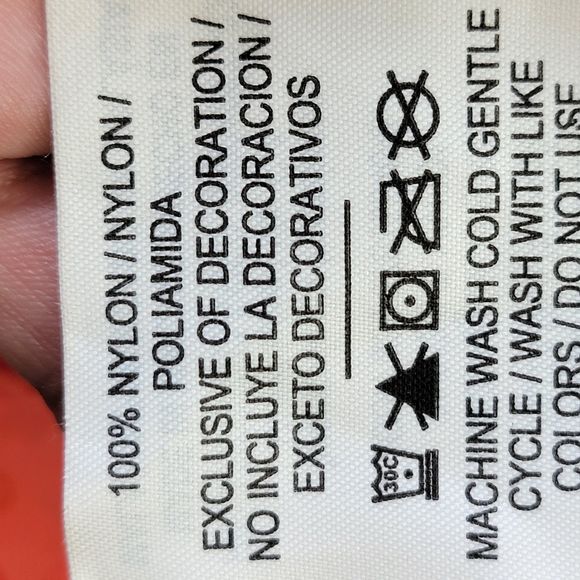 100% NYLON / NYLON /
POLIAMIDA
EXCLUSIVE OF DECORATION /
NO INCLUYE LA DECORACION /
EXCETO DECORATIVOS
30C
MACHINE WASH COLD GENTLE
CYCLE / WASH WITH LIKE
COLORS / DO NOT USE